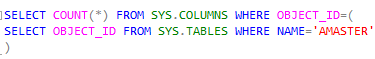 SELECT COUNT(*) FROM SYS.COLUMNS WHERE OBJECT_ID=(
SELECT OBJECT_ID FROM SYS.TABLES WHERE NAME='AMASTER'
)